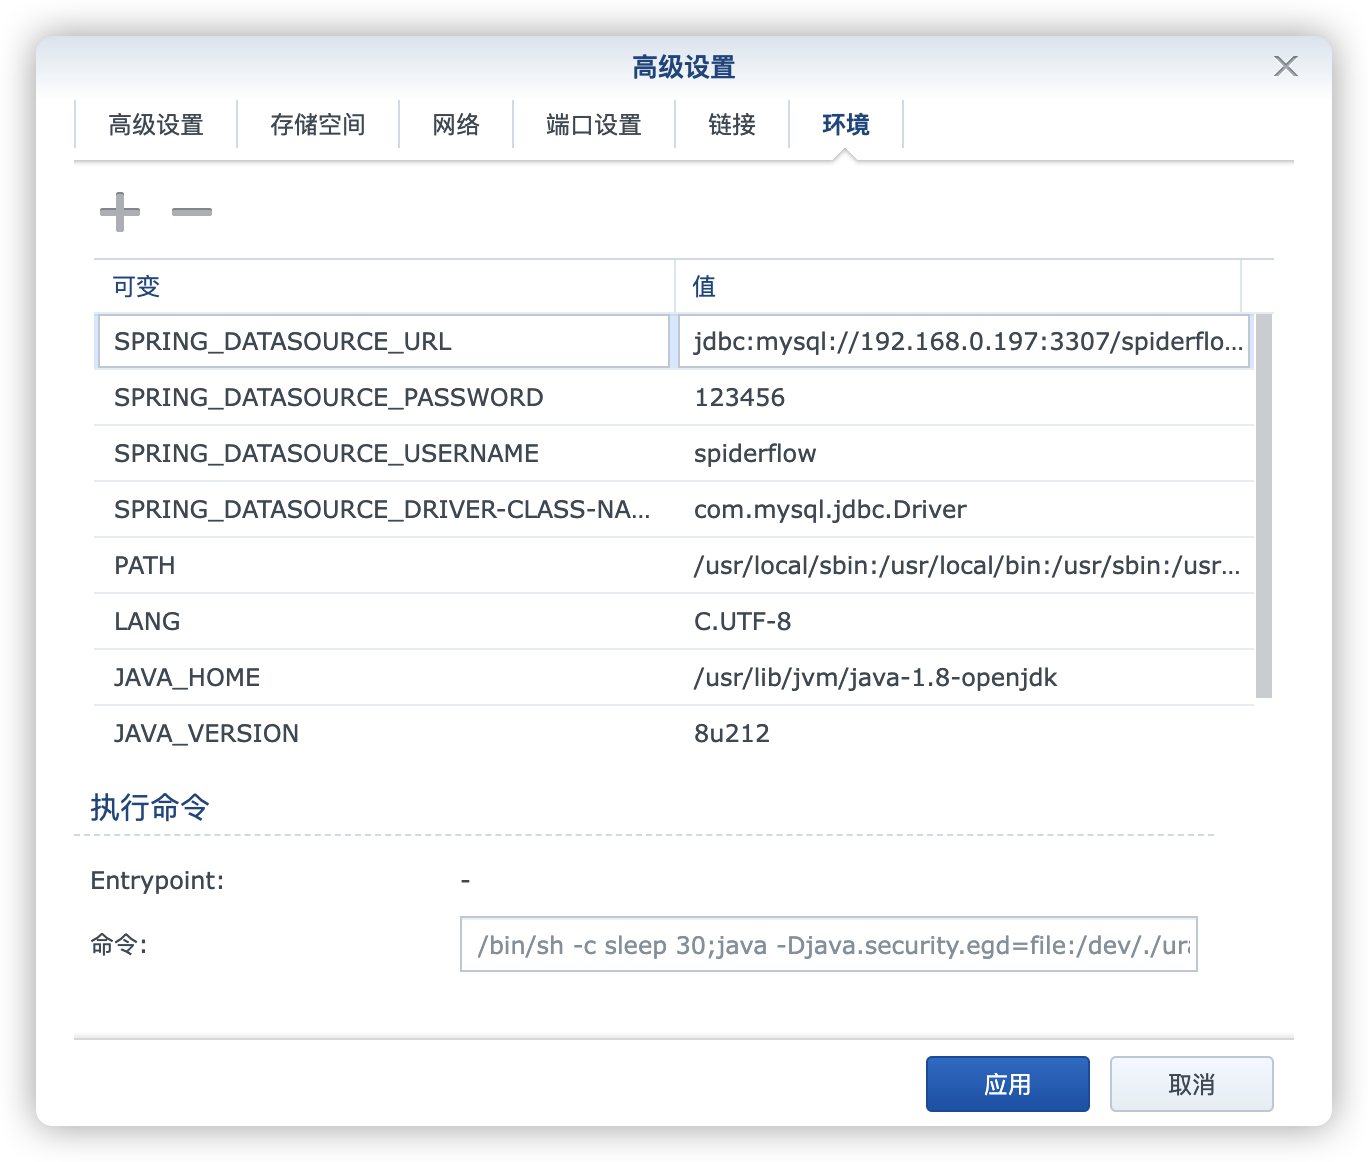 高级设置
高级设置 存储空间 网络 端口设置 链接 环境
可变 值
SPRING_DATASOURCE_URL jdbc:mysql://192.168.0.197:3307/spiderflo...
SPRING_DATASOURCE_PASSWORD 123456
SPRING_DATASOURCE_USERNAME spiderflow
SPRING_DATASOURCE_DRIVER-CLASS-NA... com.mysql.jdbc.Driver
PATH /usr/local/sbin:/usr/local/bin:/usr/sbin:/usr...
LANG C.UTF-8
JAVA_HOME /usr/lib/jvm/java-1.8-openjdk
JAVA_VERSION 8u212
执行命令
Entrypoint: -
命令: /bin/sh -c sleep 30;java -Djava.security.egd=file:/dev/./ura
应用 取消